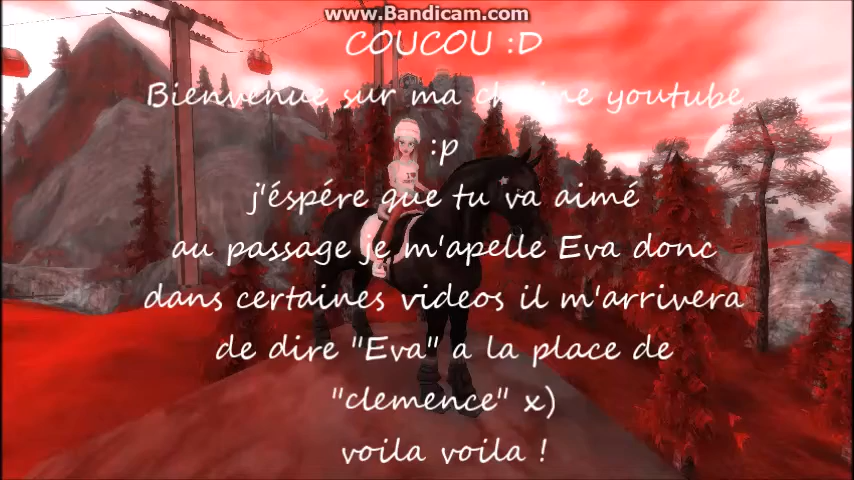 www.Bandicam.com
COUCOU :D
Bienvenue sur ma chaine youtube
:p
j'éspére que tu va aimé
au passage je m'apelle Eva donc
dans certaines videos il m'arrivera
de dire "Eva" a la place de
"clemence" x)
voila voila !